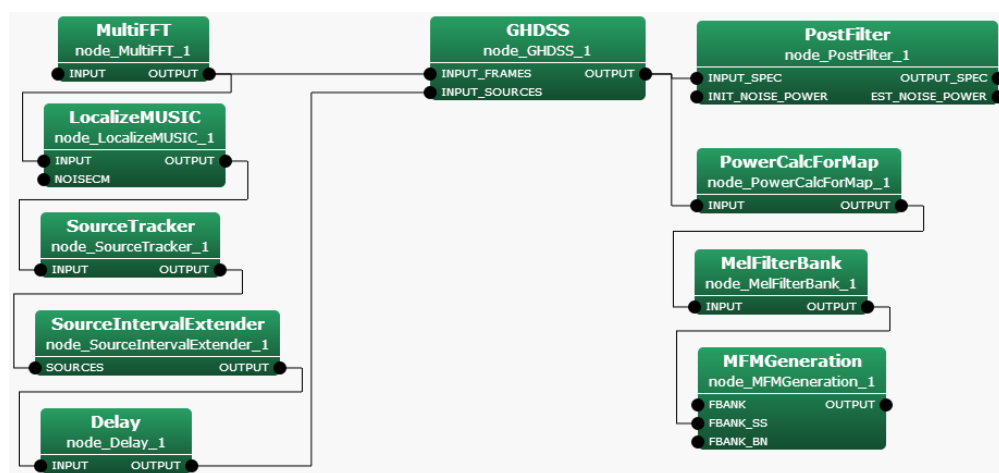 MultiFFT
node_MultiFFT_1
INPUT OUTPUT
LocalizeMUSIC
node_LocalizeMUSIC_1
INPUT OUTPUT
NOISECM
SourceTracker
node_SourceTracker_1
INPUT OUTPUT
SourceIntervalExtender
node_SourceIntervalExtender_1
SOURCES OUTPUT
Delay
node_Delay_1
INPUT OUTPUT
GHDSS
node_GHDSS_1
INPUT_FRAMES OUTPUT
INPUT_SOURCES
PostFilter
node_PostFilter_1
INPUT_SPEC OUTPUT_SPEC
INIT_NOISE_POWER EST_NOISE_POWER
PowerCalcForMap
node_PowerCalcForMap_1
INPUT OUTPUT
MelFilterBank
node_MelFilterBank_1
INPUT OUTPUT
MFMGeneration
node_MFMGeneration_1
FBANK OUTPUT
FBANK_SS
FBANK_BN